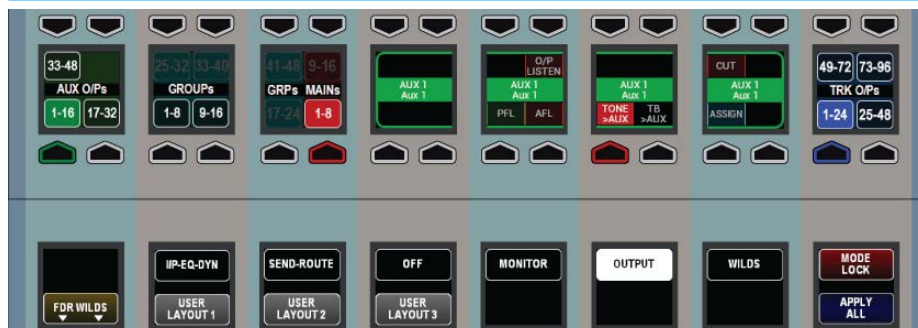 33-48
AUX O/Ps
1-16 17-32
25-32 33-40
GROUPs
1-8 9-16
41-48 9-16
GRPs MAINs
17-24 1-8
AUX 1
Aux 1
O/P
LISTEN
AUX 1
Aux 1
PFL AFL
AUX 1
Aux 1
TONE
>AUX
TB
>AUX
CUT
AUX 1
Aux 1
ASSIGN
49-72 73-96
TRK O/Ps
1-24 25-48
FDR WILDS
I/P-EQ-DYN
USER
LAYOUT 1
SEND-ROUTE
USER
LAYOUT 2
OFF
USER
LAYOUT 3
MONITOR
OUTPUT
WILDS
MODE
LOCK
APPLY
ALL